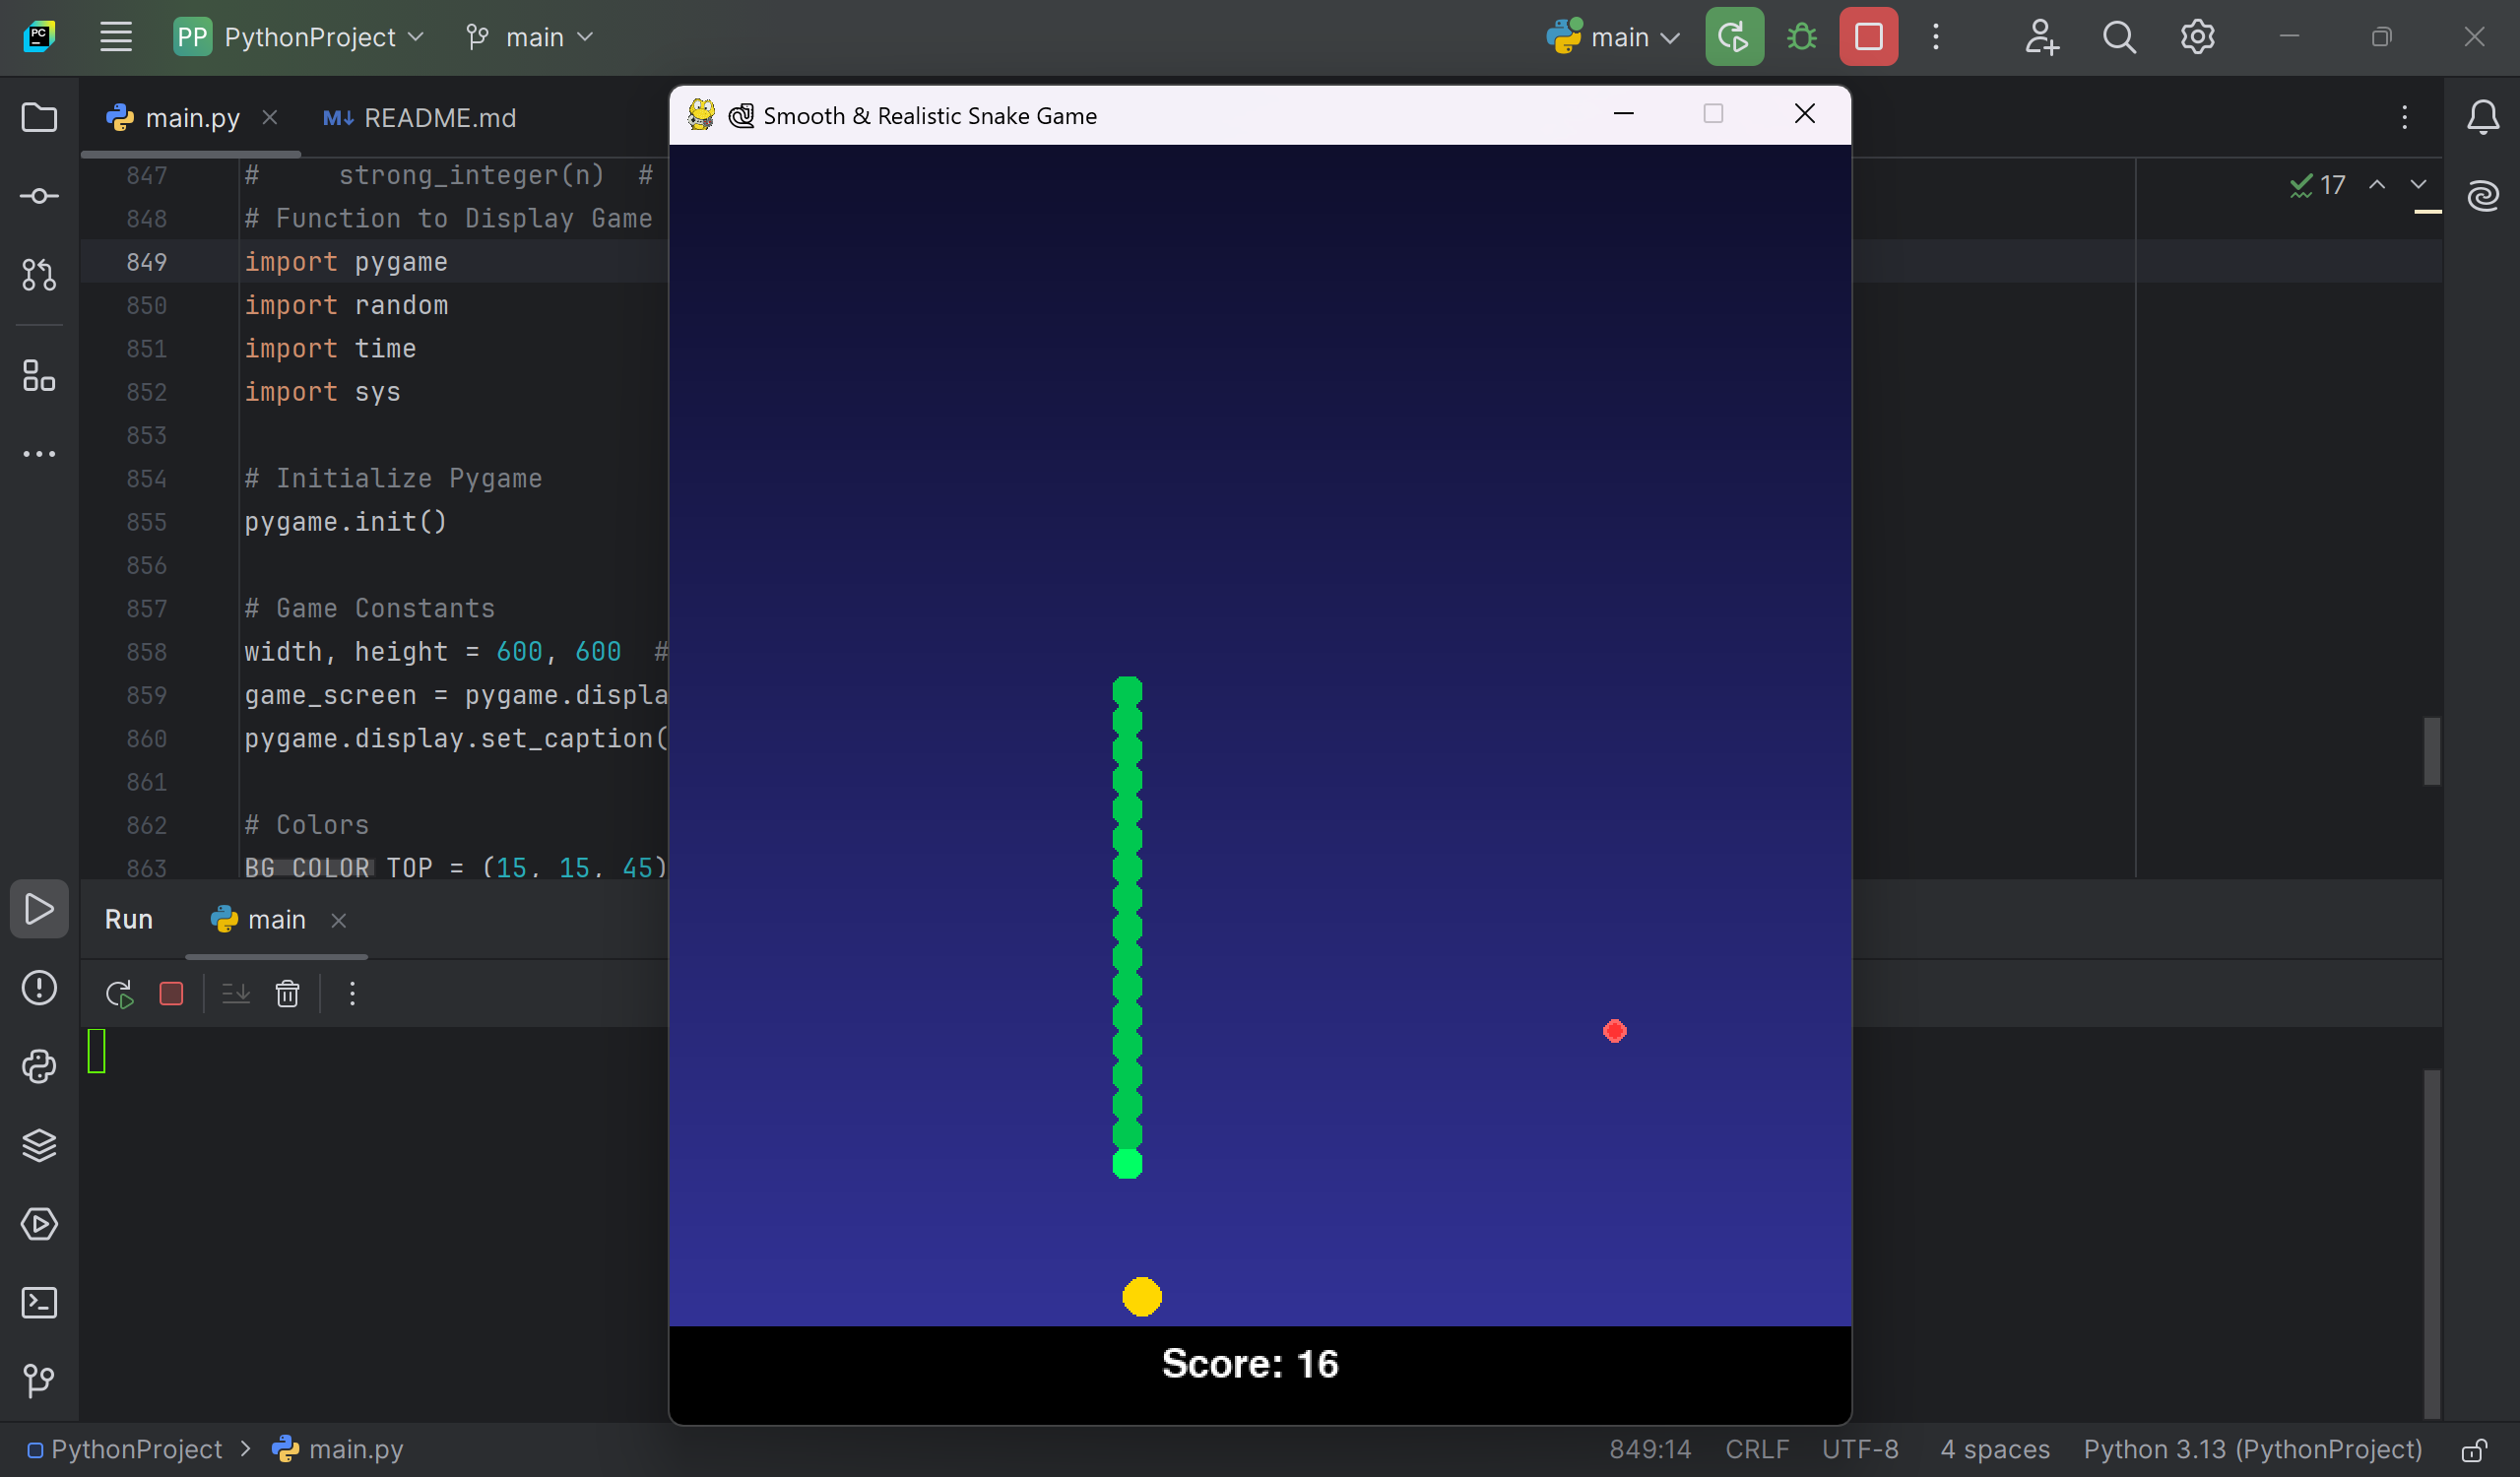 PC
PP PythonProject
main
main
main.py
M↓ README.md
Smooth & Realistic Snake Game
17
847 #     strong_integer(n)  #
848 # Function to Display Game
849 import pygame
850 import random
851 import time
852 import sys
853
854 # Initialize Pygame
855 pygame.init()
856
857 # Game Constants
858 width, height = 600, 600  #
859 game_screen = pygame.displa
860 pygame.display.set_caption(
861
862 # Colors
863 BG_COLOR_TOP = (15, 15, 45)
Run
main
Score: 16
PythonProject > main.py
849:14 CRLF UTF-8 4 spaces Python 3.13 (PythonProject)